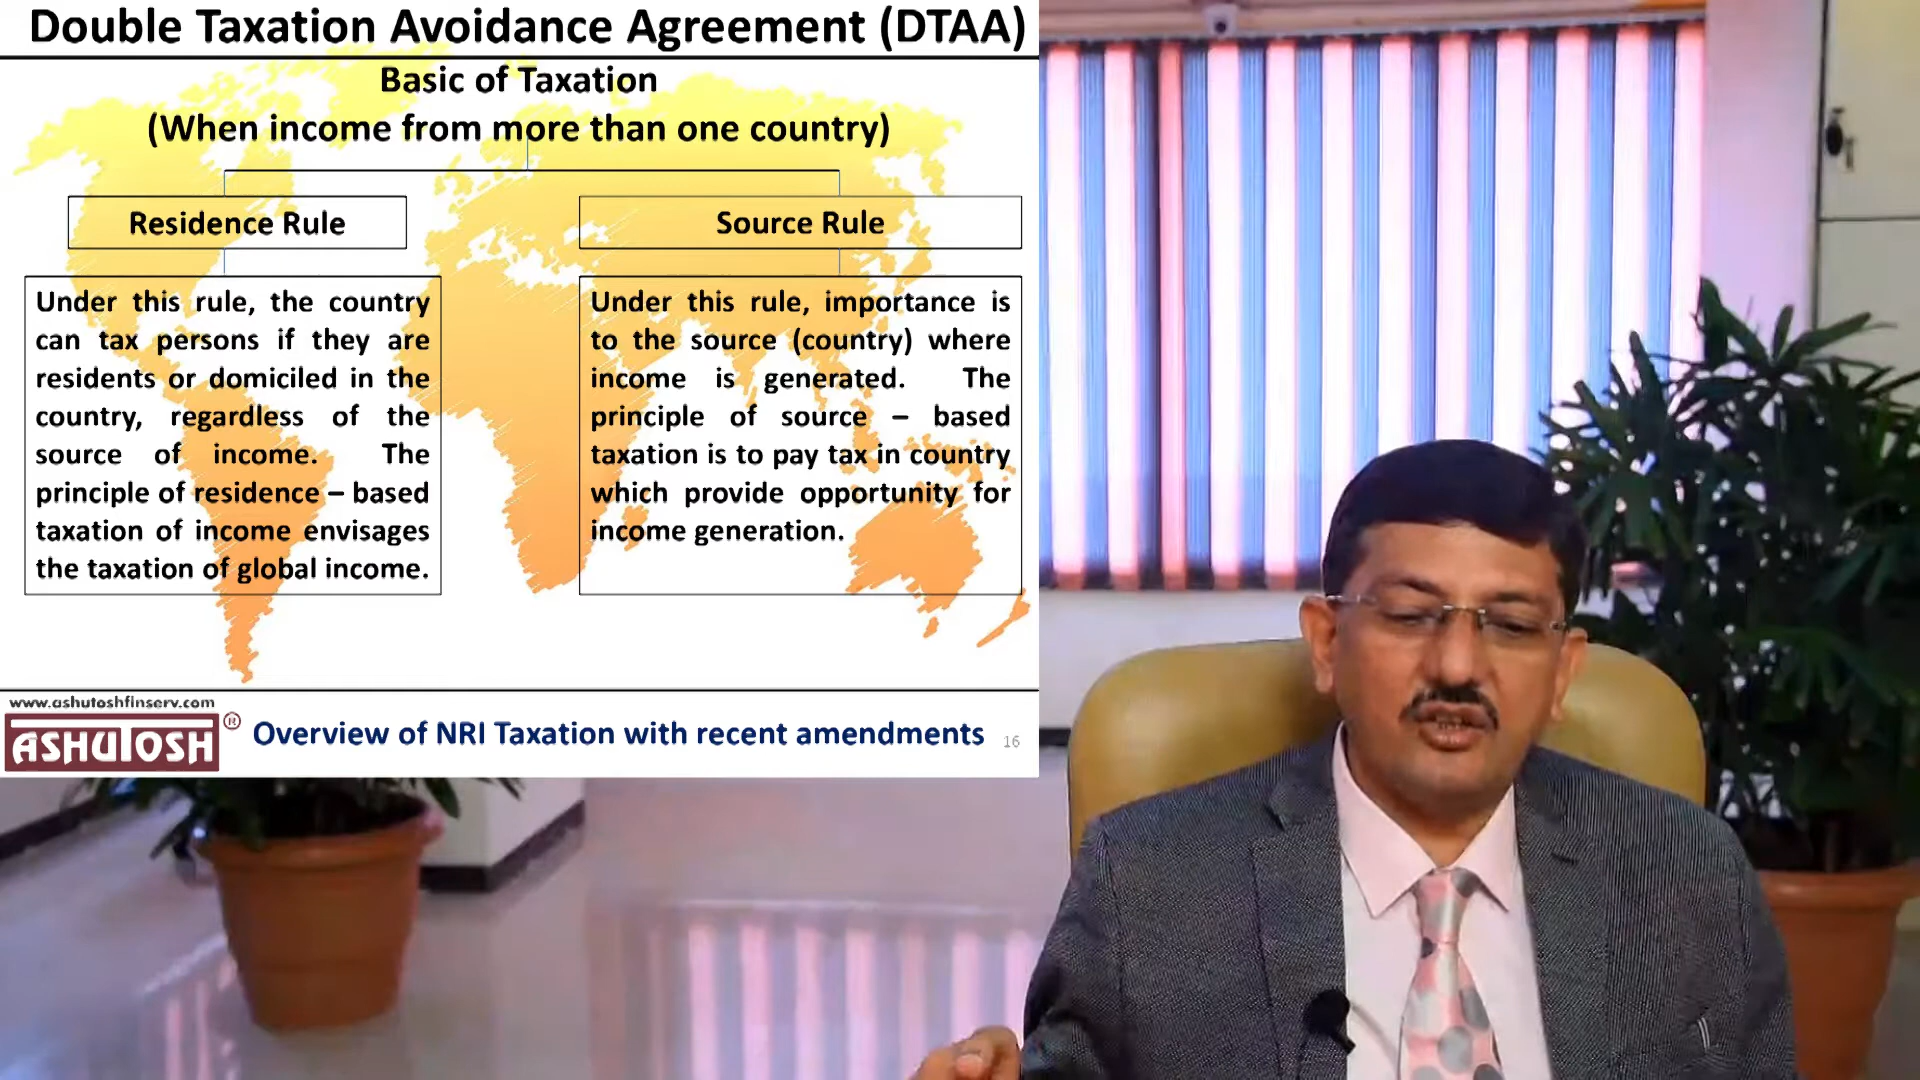 Double Taxation Avoidance Agreement (DTAA)
Basic of Taxation
(When income from more than one country)
Residence Rule
Under this rule, the country
can tax persons if they are
residents or domiciled in the
country, regardless of the
source of income. The
principle of residence – based
taxation of income envisages
the taxation of global income.
Source Rule
Under this rule, importance is
to the source (country) where
income is generated. The
principle of source – based
taxation is to pay tax in country
which provide opportunity for
income generation.
www.ashutoshfinserv.com
ASHUTOSH®
Overview of NRI Taxation with recent amendments
16